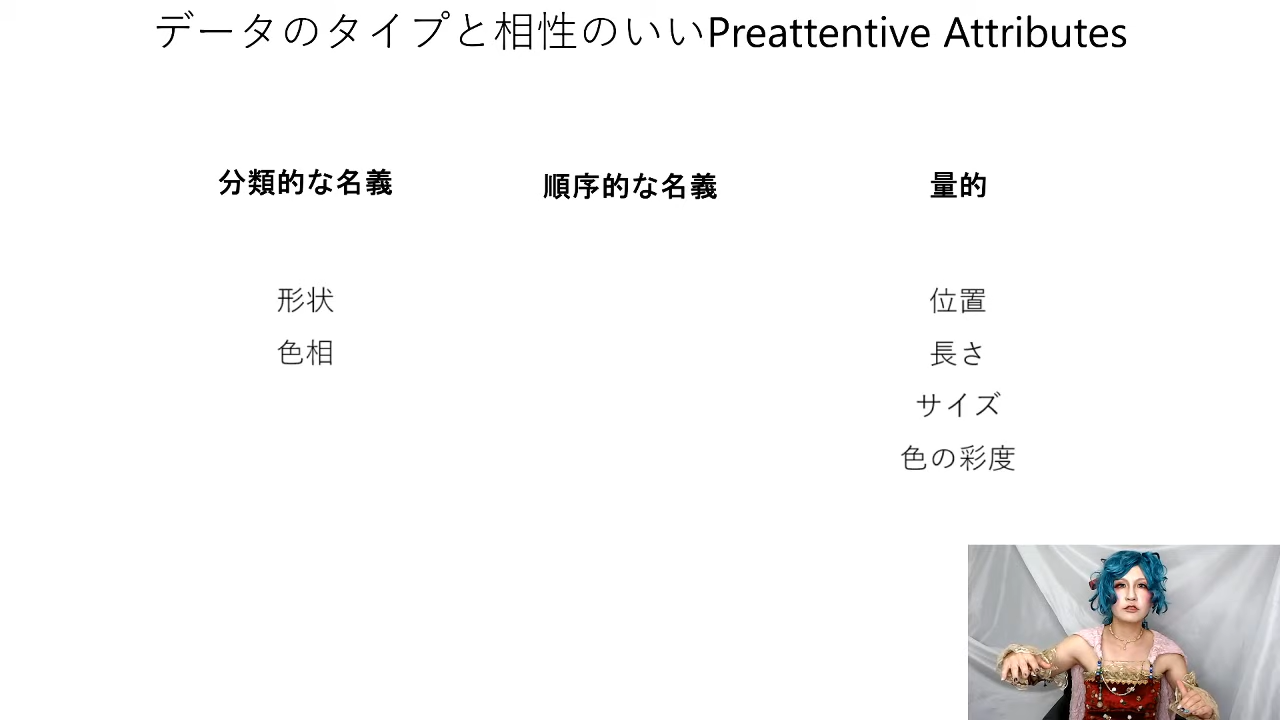 データのタイプと相性のいいPreattentive Attributes
分類的な名義
順序的な名義
量的
形状
色相
位置
長さ
サイズ
色の彩度